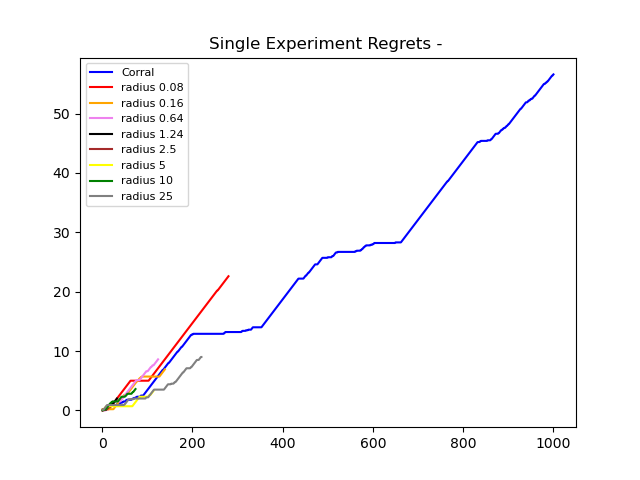 Single Experiment Regrets -
Corral
radius 0.08
radius 0.16
radius 0.64
radius 1.24
radius 2.5
radius 5
radius 10
radius 25
50
40
30
20
10
0
0 200 400 600 800 1000